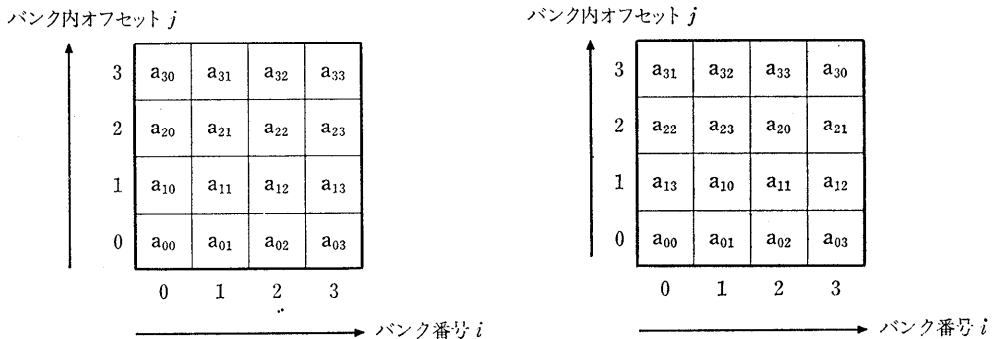 バンク内オフセット j
3 a₃₀ a₃₁ a₃₂ a₃₃
2 a₂₀ a₂₁ a₂₂ a₂₃
1 a₁₀ a₁₁ a₁₂ a₁₃
0 a₀₀ a₀₁ a₀₂ a₀₃
0 1 2 3
バンク番号 i
バンク内オフセット j
3 a₃₁ a₃₂ a₃₃ a₃₀
2 a₂₂ a₂₃ a₂₀ a₂₁
1 a₁₃ a₁₀ a₁₁ a₁₂
0 a₀₀ a₀₁ a₀₂ a₀₃
0 1 2 3
バンク番号 i